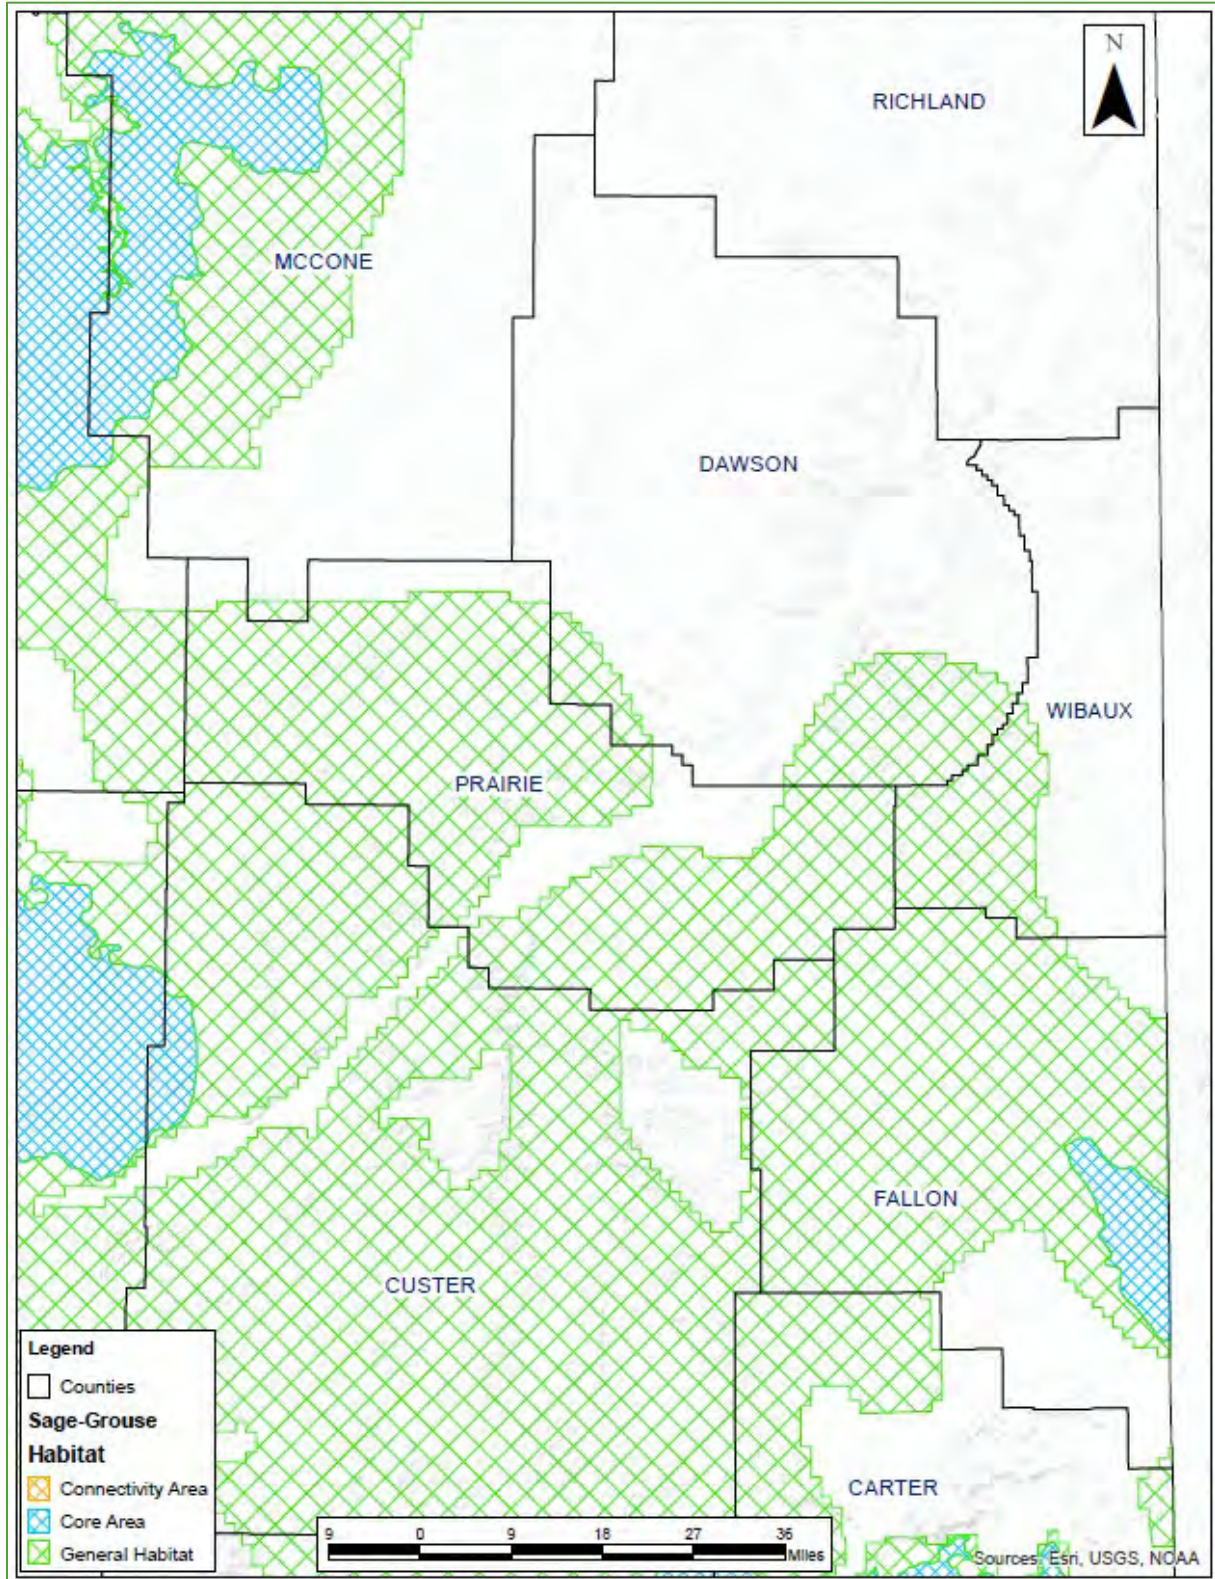 N
RICHLAND
MCCONE
DAWSON
WIBAUX
PRAIRIE
FALLON
CUSTER
CARTER
Legend
Counties
Sage-Grouse
Habitat
Connectivity Area
Core Area
General Habitat
9 0 9 18 27 36
Miles
Sources: Esri, USGS, NOAA